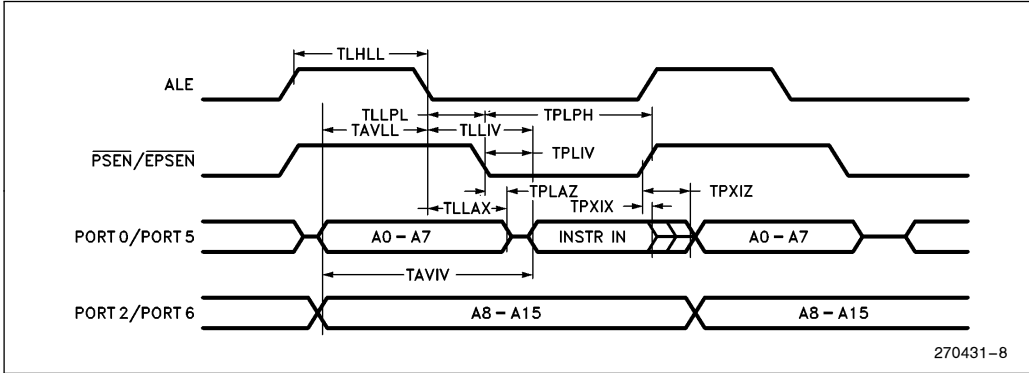 TLHLL
ALE
TLLPL
TPLPH
TAVLL
TLLIV
PSEN/EPSEN
TPLIV
TPLAZ
TPXIZ
TLLAX
TPXIX
PORT 0/PORT 5
A0 – A7
INSTR IN
A0 – A7
TAVIV
PORT 2/PORT 6
A8 – A15
A8 – A15
270431–8